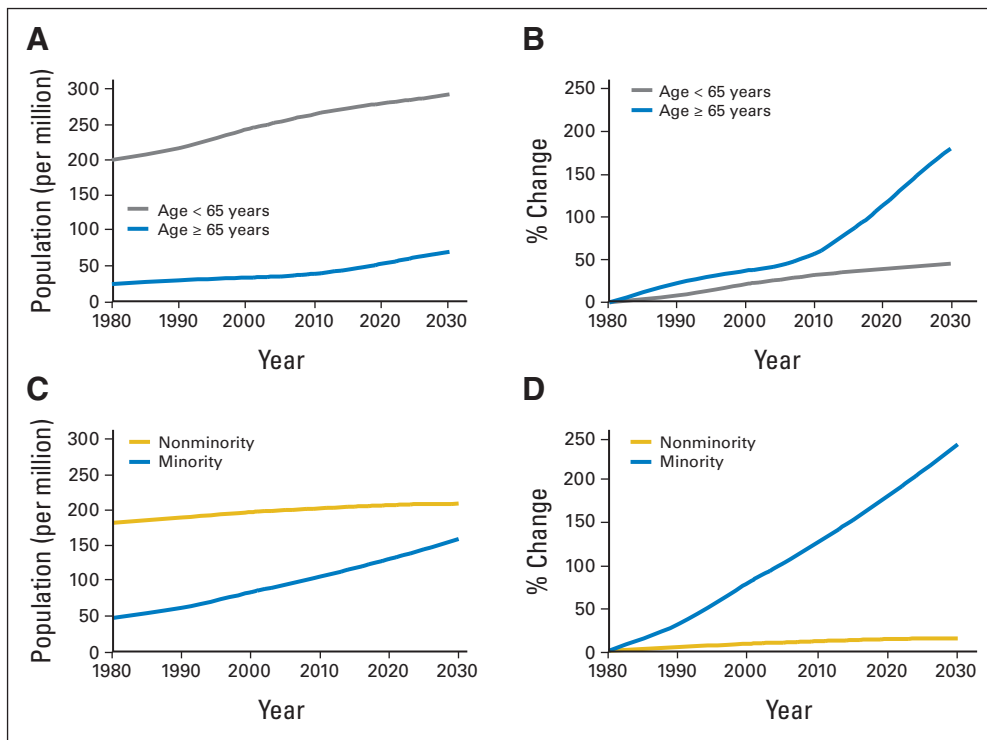 A
Population (per million)
300
250
200
150
100
50
0
Age < 65 years
Age ≥ 65 years
1980 1990 2000 2010 2020 2030
Year
B
% Change
250
200
150
100
50
0
Age < 65 years
Age ≥ 65 years
1980 1990 2000 2010 2020 2030
Year
C
Population (per million)
300
250
200
150
100
50
0
Nonminority
Minority
1980 1990 2000 2010 2020 2030
Year
D
% Change
250
200
150
100
50
0
Nonminority
Minority
1980 1990 2000 2010 2020 2030
Year